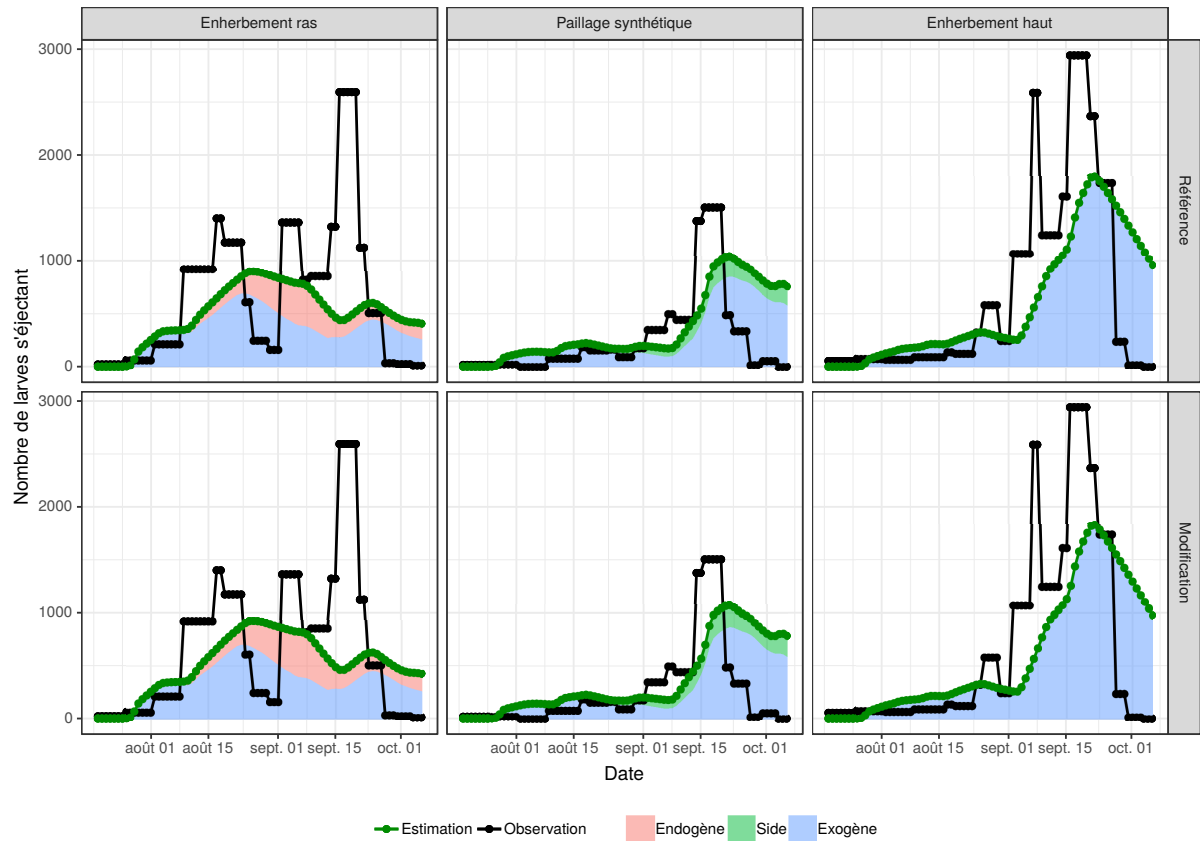 Enherbement ras
Paillage synthétique
Enherbement haut
Nombre de larves s'éjectant
3000
2000
1000
0
Référence
3000
2000
1000
0
Modification
août 01 août 15 sept. 01 sept. 15 oct. 01
août 01 août 15 sept. 01 sept. 15 oct. 01
août 01 août 15 sept. 01 sept. 15 oct. 01
Date
Estimation Observation Endogène Side Exogène